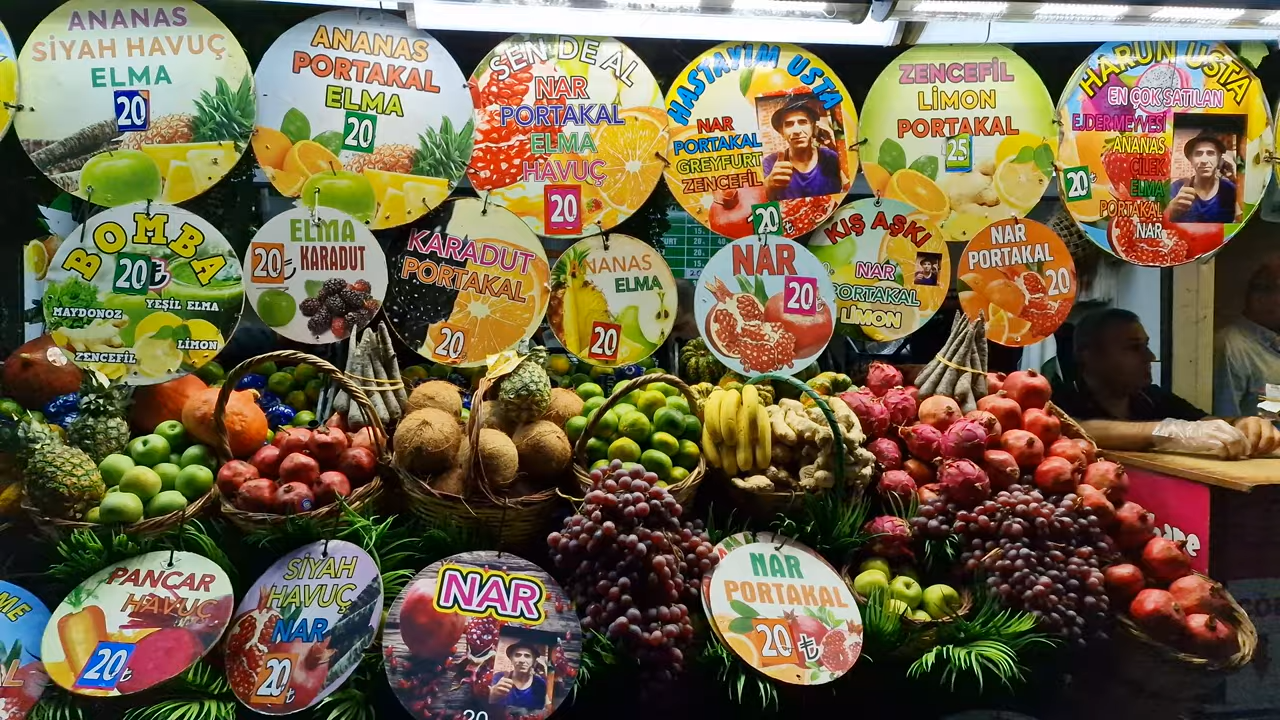 ANANAS
SİYAH HAVUÇ
ELMA
20
ANANAS
PORTAKAL
ELMA
20
SEN DE AL
NAR
PORTAKAL
ELMA
HAVUÇ
20
HASTAYIM USTA
NAR
PORTAKAL
GREYFURT
ZENCEFİL
20
ZENCEFİL
LİMON
PORTAKAL
25
HARUN USTA
EN ÇOK SATILAN
EJDER MEYVESİ
ANANAS
ÇİLEK
ELMA
PORTAKAL
NAR
20
BOMBA
20₺
MAYDONOZ
YEŞİL ELMA
ZENCEFİL
LİMON
ELMA
KARADUT
20₺
KARADUT
PORTAKAL
20
ANANAS
ELMA
20
NAR
20
KIŞ AŞKI
NAR
PORTAKAL
LİMON
NAR
PORTAKAL
20
PANCAR
HAVUÇ
20₺
SİYAH
HAVUÇ
NAR
20₺
NAR
20
NAR
PORTAKAL
20₺